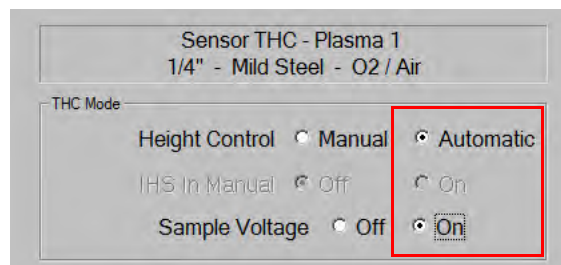 Sensor THC - Plasma 1
1/4" - Mild Steel - O2 / Air
THC Mode
Height Control Manual Automatic
IHS In Manual Off On
Sample Voltage Off On